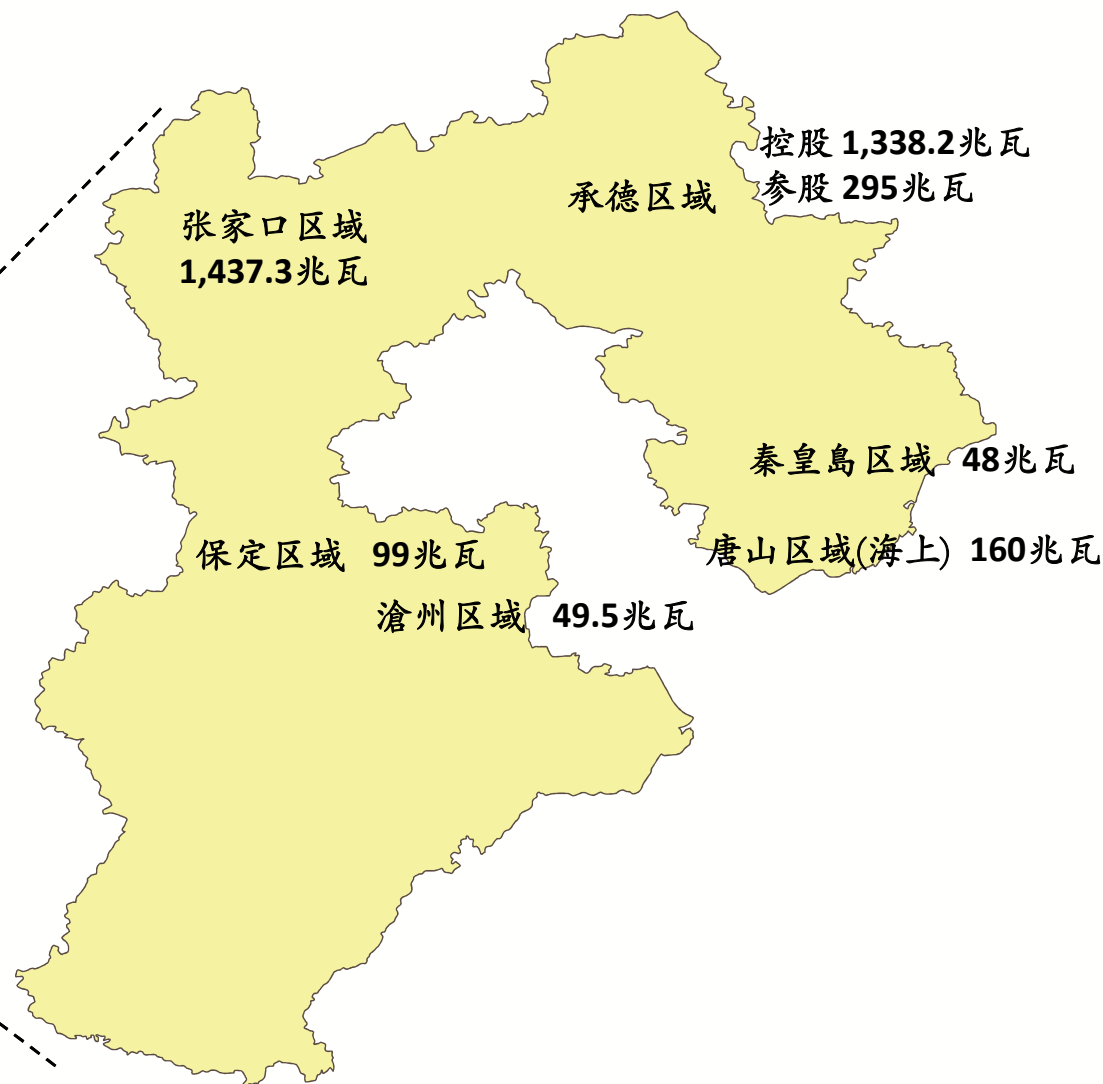 控股 1,338.2兆瓦
参股 295兆瓦
承德区域
张家口区域
1,437.3兆瓦
秦皇島区域 48兆瓦
唐山区域(海上) 160兆瓦
保定区域 99兆瓦
滄州区域 49.5兆瓦